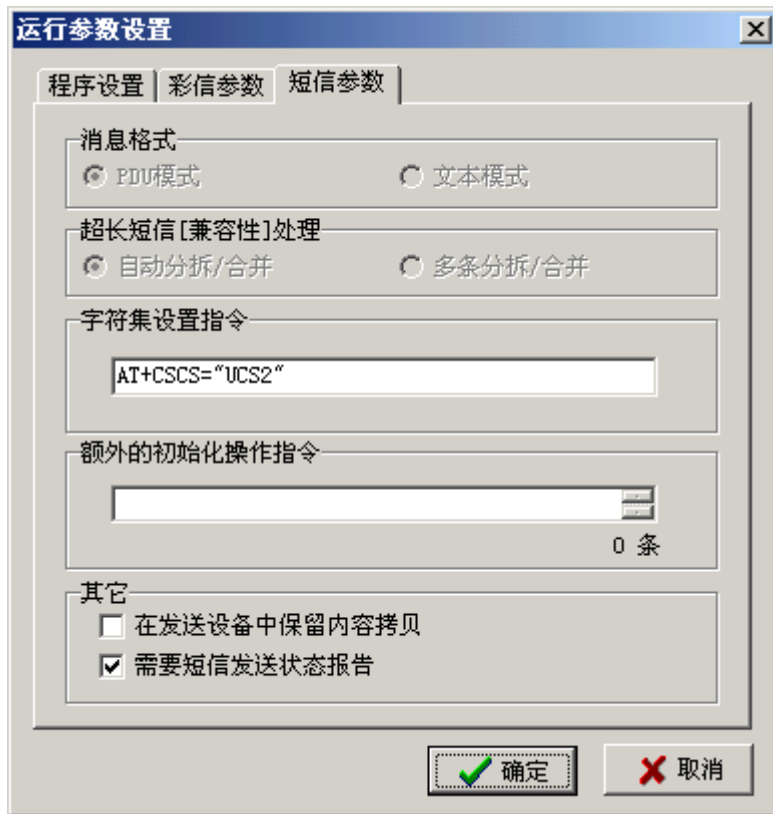 运行参数设置
程序设置 彩信参数 短信参数
消息格式
PDU模式 文本模式
超长短信[兼容性]处理
自动分拆/合并 多条分拆/合并
字符集设置指令
AT+CSCS="UCS2"
额外的初始化操作指令
0 条
其它
在发送设备中保留内容拷贝
需要短信发送状态报告
确定 取消